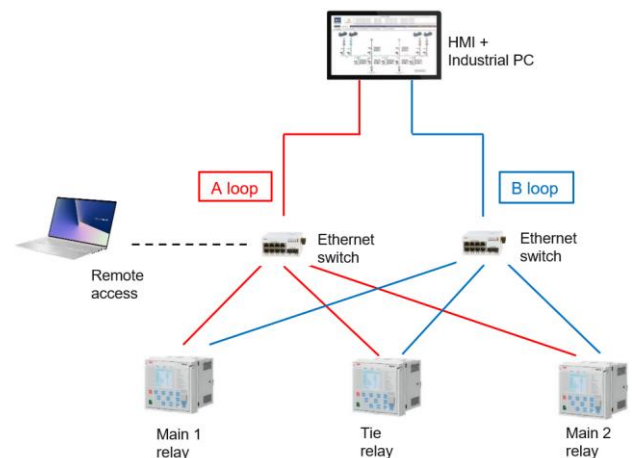 HMI +
Industrial PC
A loop
B loop
Ethernet
switch
Ethernet
switch
Remote
access
Main 1
relay
Tie
relay
Main 2
relay